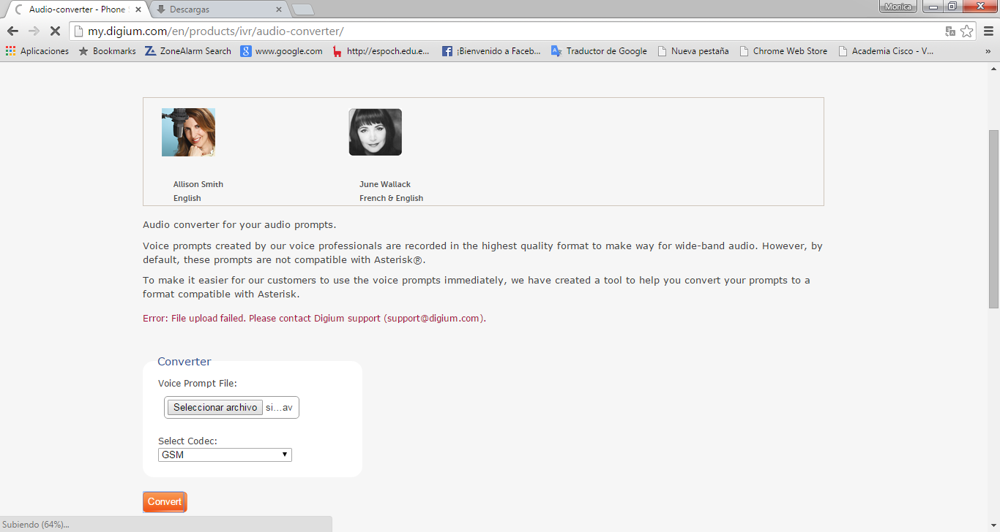 Audio-converter - Phone
Descargas
Monica
my.digium.com/en/products/ivr/audio-converter/
Aplicaciones
Bookmarks
ZoneAlarm Search
www.google.com
http://espoch.edu.e...
¡Bienvenido a Faceb...
Traductor de Google
Nueva pestaña
Chrome Web Store
Academia Cisco - V...
»
Allison Smith
English
June Wallack
French & English
Audio converter for your audio prompts.
Voice prompts created by our voice professionals are recorded in the highest quality format to make way for wide-band audio. However, by
default, these prompts are not compatible with Asterisk®.
To make it easier for our customers to use the voice prompts immediately, we have created a tool to help you convert your prompts to a
format compatible with Asterisk.
Error: File upload failed. Please contact Digium support (support@digium.com).
Converter
Voice Prompt File:
Seleccionar archivo si...av
Select Codec:
GSM
Convert
Subiendo (64%)...